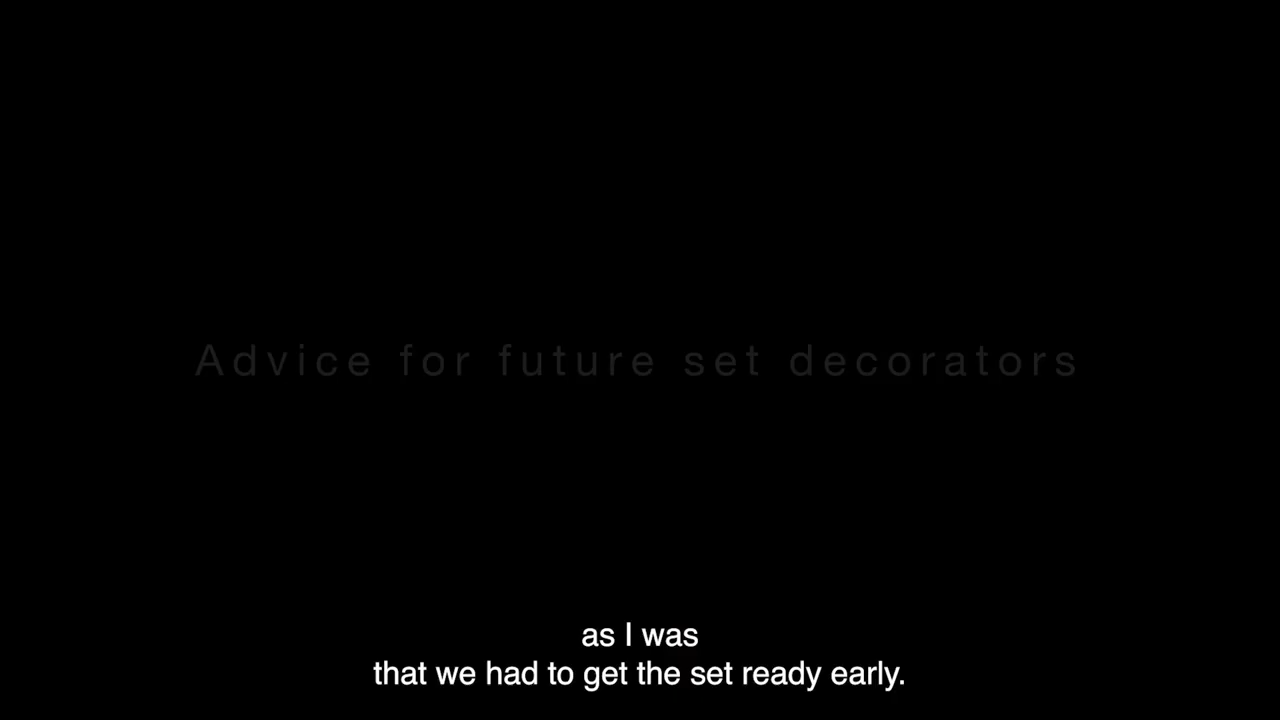 Advice for future set decorators
as I was
that we had to get the set ready early.